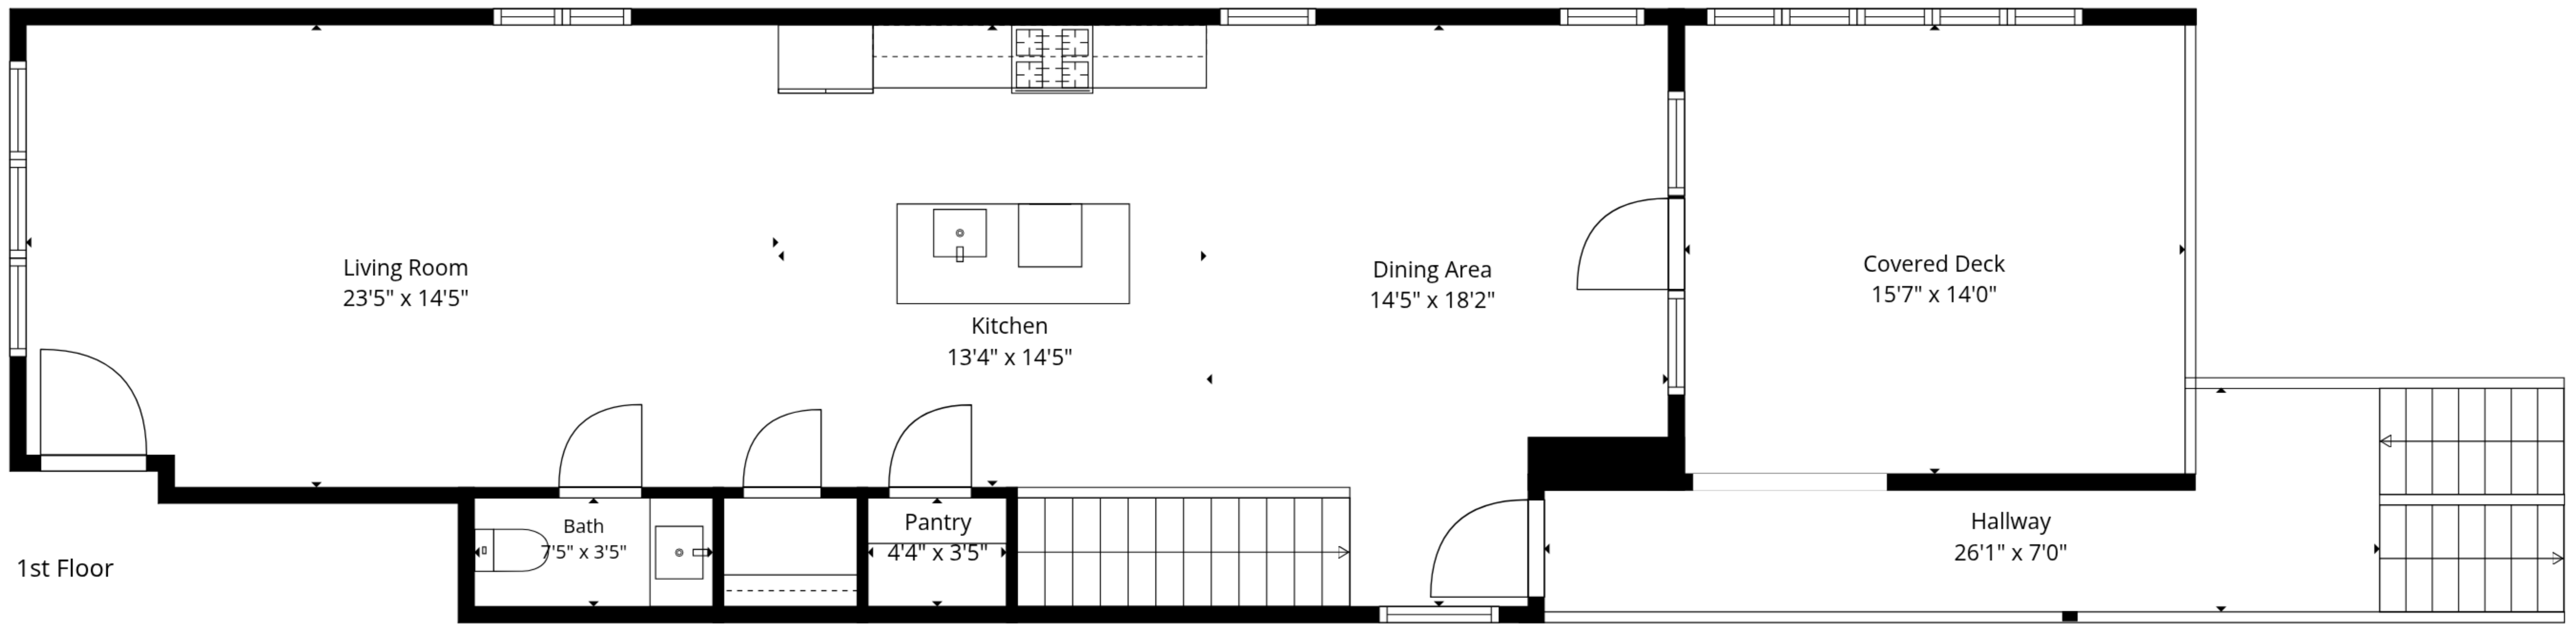 Living Room
23'5" x 14'5"
Kitchen
13'4" x 14'5"
Dining Area
14'5" x 18'2"
Covered Deck
15'7" x 14'0"
Bath
7'5" x 3'5"
Pantry
4'4" x 3'5"
Hallway
26'1" x 7'0"
1st Floor